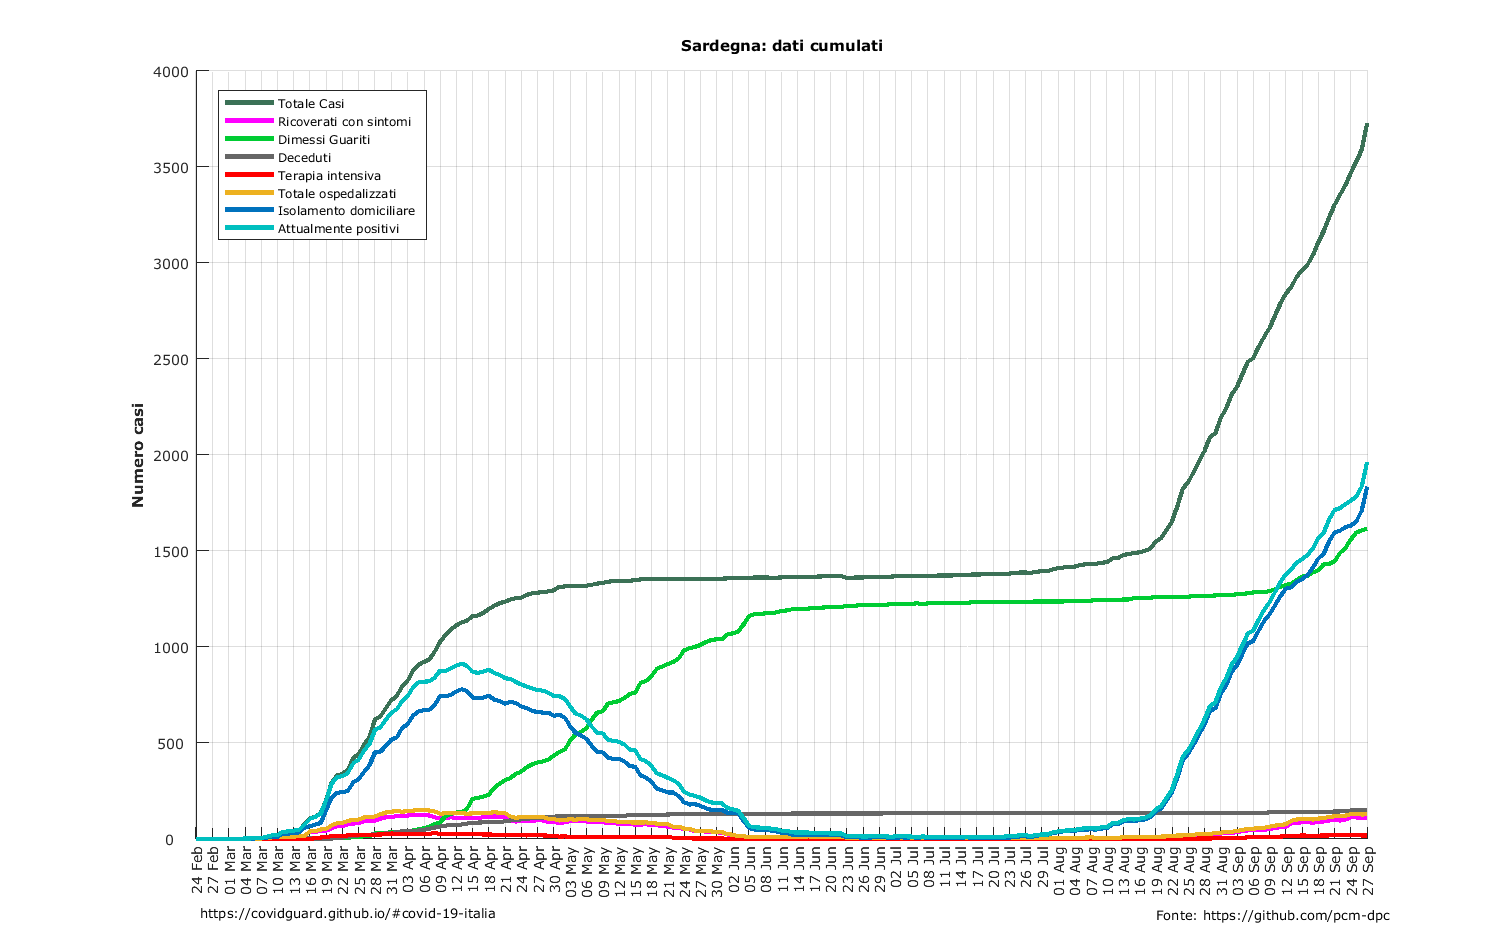 Sardegna: dati cumulati
4000
3500
3000
2500
2000
1500
1000
500
0
Numero casi
Totale Casi
Ricoverati con sintomi
Dimessi Guariti
Deceduti
Terapia intensiva
Totale ospedalizzati
Isolamento domiciliare
Attualmente positivi
24 Feb
27 Feb
01 Mar
04 Mar
07 Mar
10 Mar
13 Mar
16 Mar
19 Mar
22 Mar
25 Mar
28 Mar
31 Mar
03 Apr
06 Apr
09 Apr
12 Apr
15 Apr
18 Apr
21 Apr
24 Apr
27 Apr
30 Apr
03 May
06 May
09 May
12 May
15 May
18 May
21 May
24 May
27 May
30 May
02 Jun
05 Jun
08 Jun
11 Jun
14 Jun
17 Jun
20 Jun
23 Jun
26 Jun
29 Jun
02 Jul
05 Jul
08 Jul
11 Jul
14 Jul
17 Jul
20 Jul
23 Jul
26 Jul
29 Jul
01 Aug
04 Aug
07 Aug
10 Aug
13 Aug
16 Aug
19 Aug
22 Aug
25 Aug
28 Aug
31 Aug
03 Sep
06 Sep
09 Sep
12 Sep
15 Sep
18 Sep
21 Sep
24 Sep
27 Sep
https://covidguard.github.io/#covid-19-italia
Fonte: https://github.com/pcm-dpc